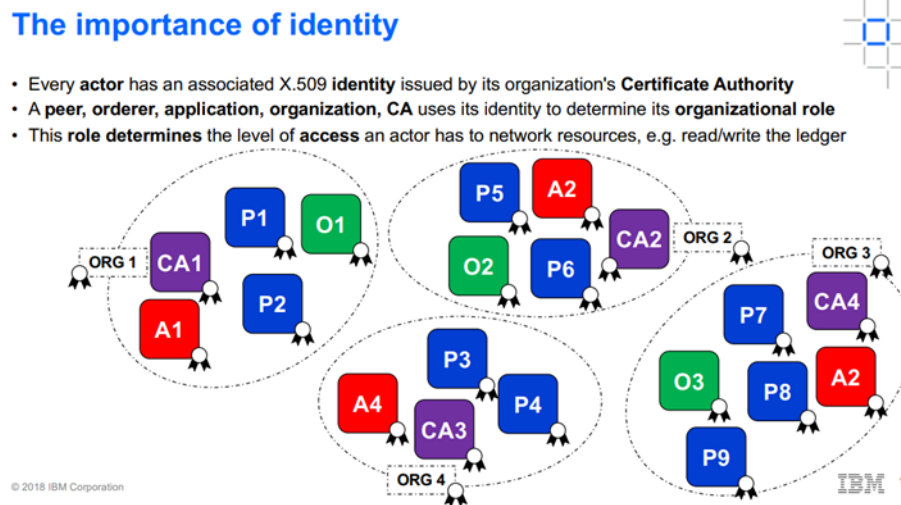 The importance of identity
• Every actor has an associated X.509 identity issued by its organization's Certificate Authority
• A peer, orderer, application, organization, CA uses its identity to determine its organizational role
• This role determines the level of access an actor has to network resources, e.g. read/write the ledger
P1
O1
ORG 1
CA1
P2
A1
P5
A2
CA2
ORG 2
O2
P6
ORG 3
CA4
P7
O3
P8
A2
P9
P3
A4
CA3
P4
ORG 4
© 2018 IBM Corporation
IBM